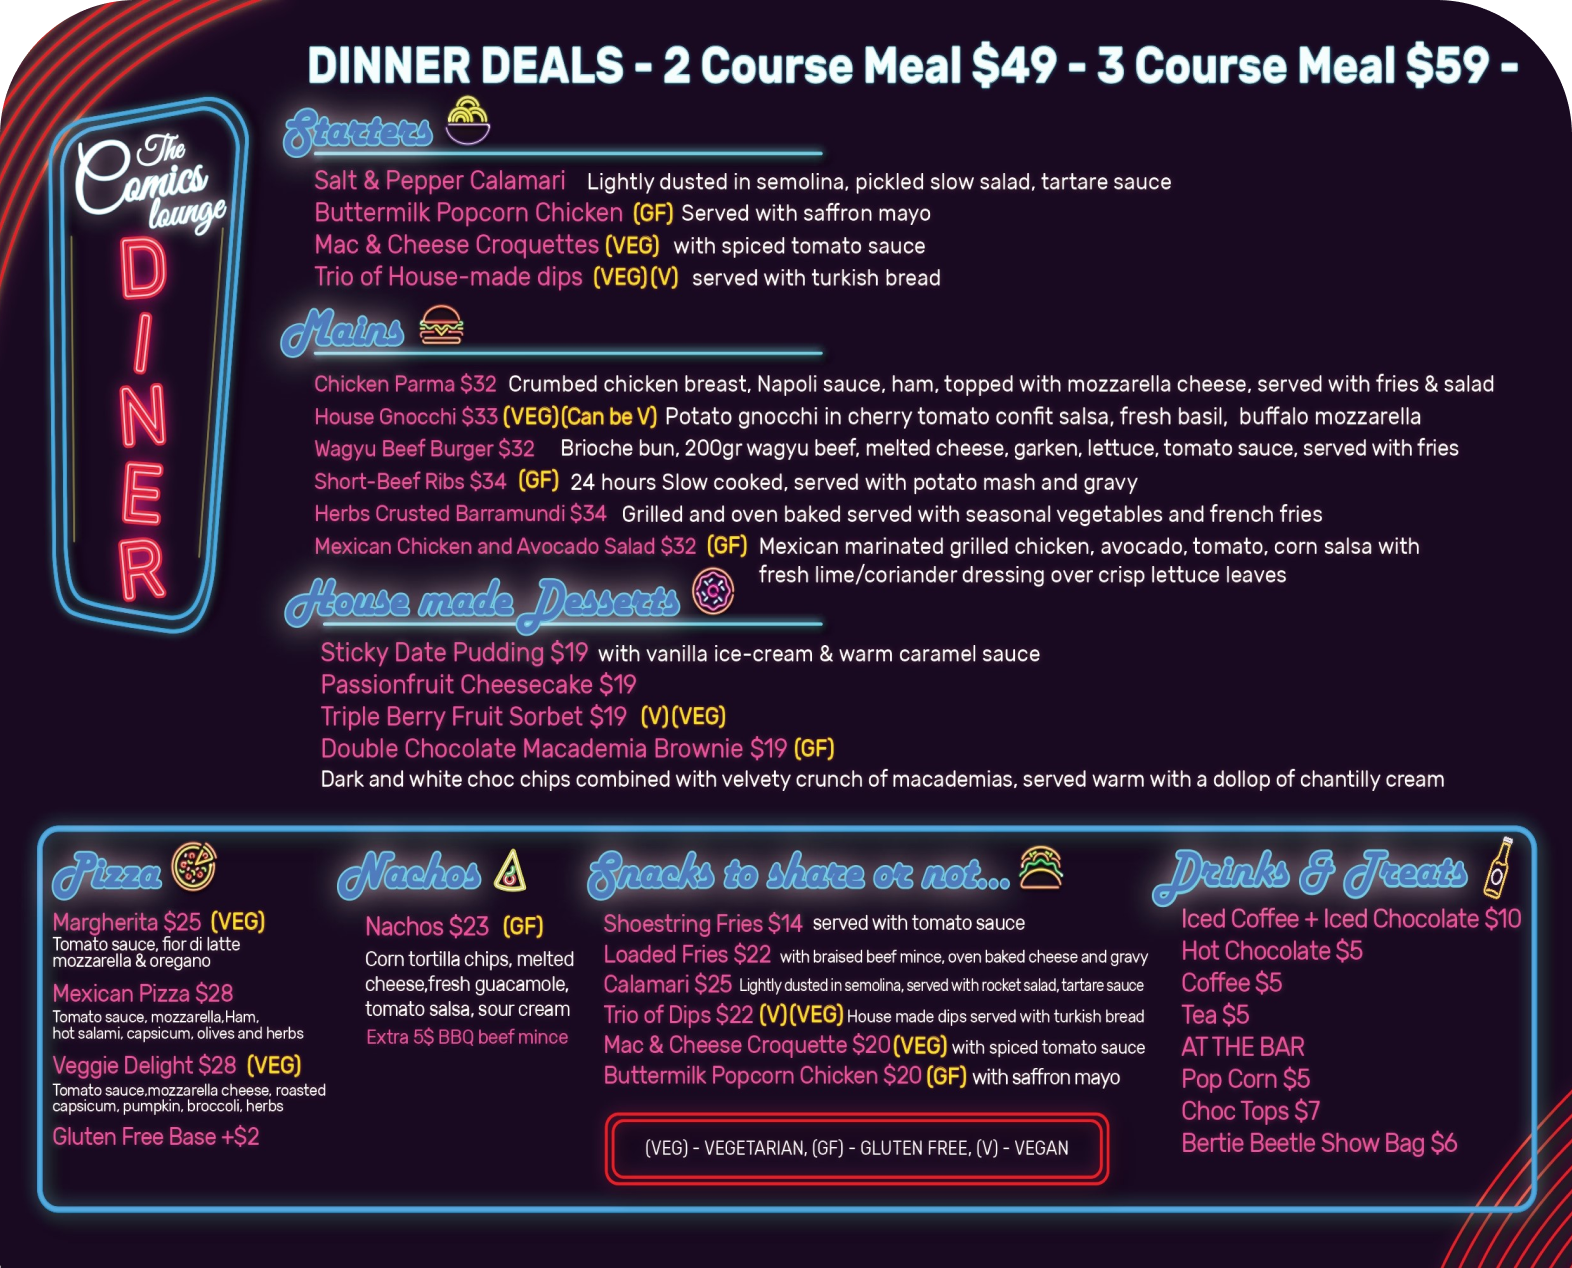 DINNER DEALS - 2 Course Meal $49 - 3 Course Meal $59 -
The
Comics
lounge
DINER
Starters
Salt & Pepper Calamari Lightly dusted in semolina, pickled slow salad, tartare sauce
Buttermilk Popcorn Chicken (GF) Served with saffron mayo
Mac & Cheese Croquettes (VEG) with spiced tomato sauce
Trio of House-made dips (VEG)(V) served with turkish bread
Mains
Chicken Parma $32 Crumbed chicken breast, Napoli sauce, ham, topped with mozzarella cheese, served with fries & salad
House Gnocchi $33 (VEG)(Can be V) Potato gnocchi in cherry tomato confit salsa, fresh basil, buffalo mozzarella
Wagyu Beef Burger $32 Brioche bun, 200gr wagyu beef, melted cheese, garken, lettuce, tomato sauce, served with fries
Short-Beef Ribs $34 (GF) 24 hours Slow cooked, served with potato mash and gravy
Herbs Crusted Barramundi $34 Grilled and oven baked served with seasonal vegetables and french fries
Mexican Chicken and Avocado Salad $32 (GF) Mexican marinated grilled chicken, avocado, tomato, corn salsa with
fresh lime/coriander dressing over crisp lettuce leaves
House made Desserts
Sticky Date Pudding $19 with vanilla ice-cream & warm caramel sauce
Passionfruit Cheesecake $19
Triple Berry Fruit Sorbet $19 (V)(VEG)
Double Chocolate Macademia Brownie $19 (GF)
Dark and white choc chips combined with velvety crunch of macademias, served warm with a dollop of chantilly cream
Pizza
Margherita $25 (VEG)
Tomato sauce, fior di latte
mozzarella & oregano
Mexican Pizza $28
Tomato sauce, mozzarella,Ham,
hot salami, capsicum, olives and herbs
Veggie Delight $28 (VEG)
Tomato sauce,mozzarella cheese, roasted
capsicum, pumpkin, broccoli, herbs
Gluten Free Base +$2
Nachos
Nachos $23 (GF)
Corn tortilla chips, melted
cheese,fresh guacamole,
tomato salsa, sour cream
Extra 5$ BBQ beef mince
Snacks to share or not...
Shoestring Fries $14 served with tomato sauce
Loaded Fries $22 with braised beef mince, oven baked cheese and gravy
Calamari $25 Lightly dusted in semolina, served with rocket salad, tartare sauce
Trio of Dips $22 (V)(VEG) House made dips served with turkish bread
Mac & Cheese Croquette $20 (VEG) with spiced tomato sauce
Buttermilk Popcorn Chicken $20 (GF) with saffron mayo
(VEG) - VEGETARIAN, (GF) - GLUTEN FREE, (V) - VEGAN
Drinks & Treats
Iced Coffee + Iced Chocolate $10
Hot Chocolate $5
Coffee $5
Tea $5
AT THE BAR
Pop Corn $5
Choc Tops $7
Bertie Beetle Show Bag $6